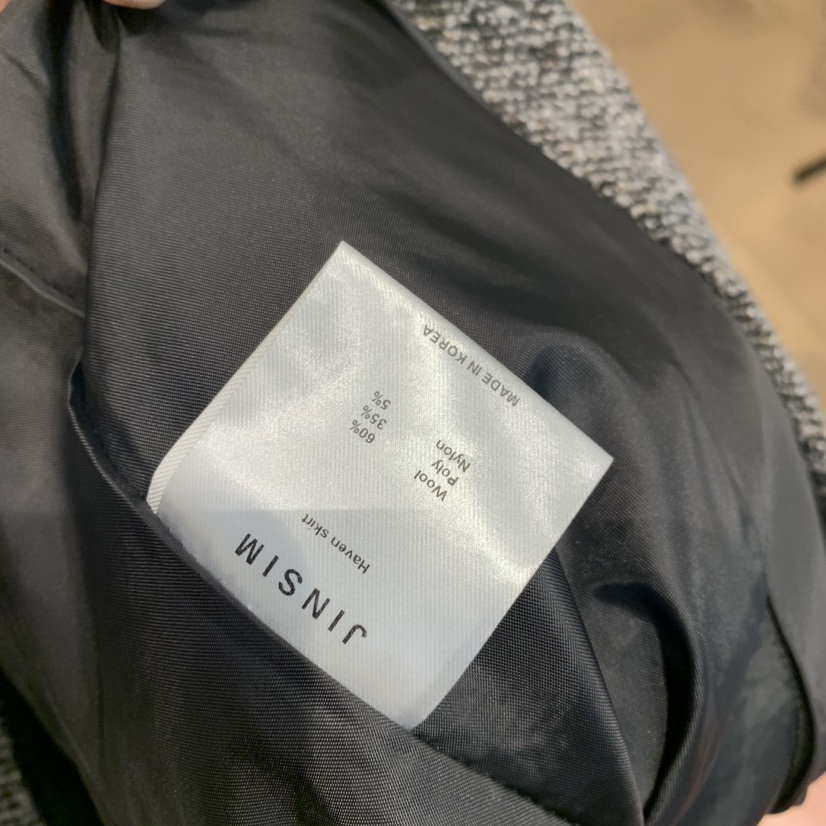 JINSIM
Haven skirt
Wool 60%
Poly 35%
Nylon 5%
MADE IN KOREA